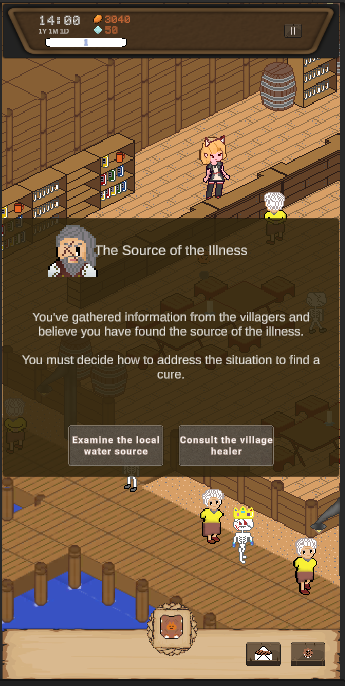 14:00
3040
1Y 1M 1D
50
The Source of the Illness
You've gathered information from the villagers and
believe you have found the source of the illness.
You must decide how to address the situation to find a
cure.
Examine the local
water source
Consult the village
healer